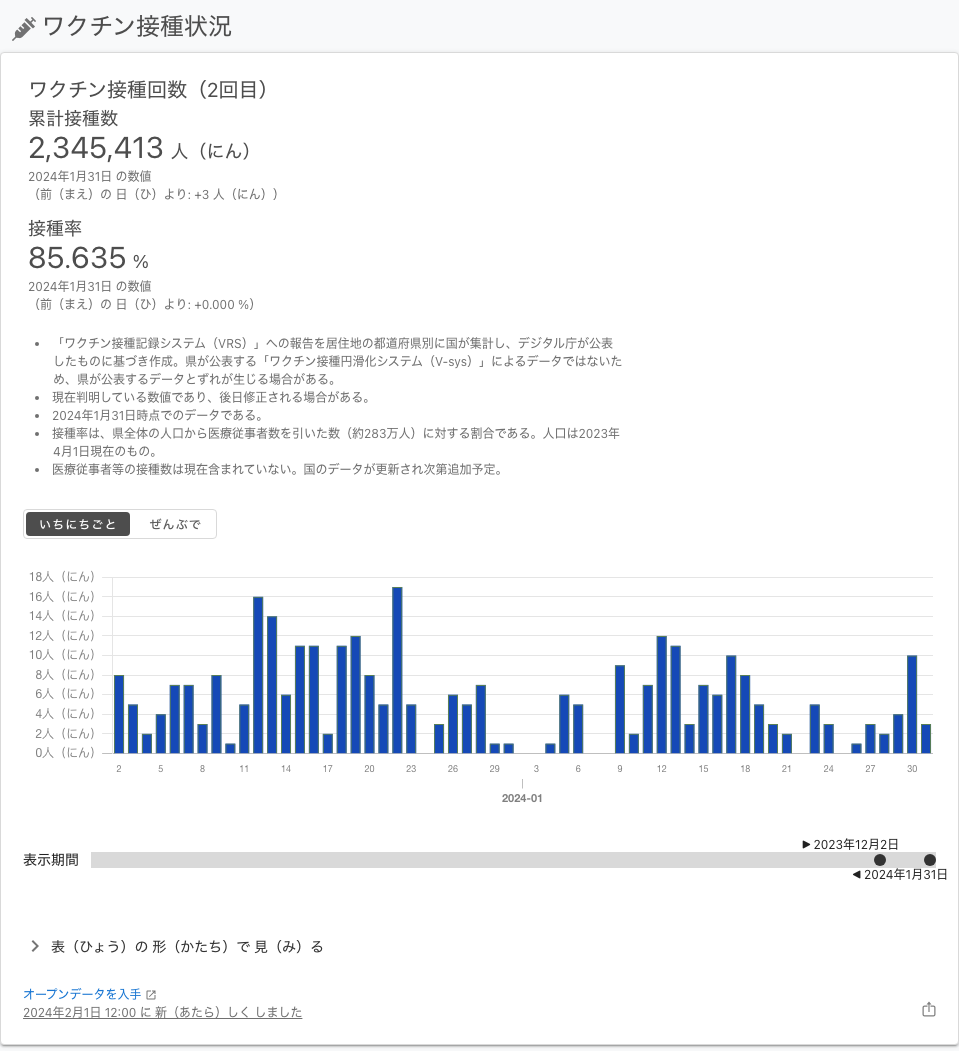 ワクチン接種状況
ワクチン接種回数（2回目）
累計接種数
2,345,413 人（にん）
2024年1月31日 の数値
（前（まえ）の 日（ひ）より: +3 人（にん））
接種率
85.635 %
2024年1月31日 の数値
（前（まえ）の 日（ひ）より: +0.000 %）
• 「ワクチン接種記録システム（VRS）」への報告を居住地の都道府県別に国が集計し、デジタル庁が公表
したものに基づき作成。県が公表する「ワクチン接種円滑化システム（V-sys）」によるデータではないた
め、県が公表するデータとずれが生じる場合がある。
• 現在判明している数値であり、後日修正される場合がある。
• 2024年1月31日時点でのデータである。
• 接種率は、県全体の人口から医療従事者数を引いた数（約283万人）に対する割合である。人口は2023年
4月1日現在のもの。
• 医療従事者等の接種数は現在含まれていない。国のデータが更新され次第追加予定。
いちにちごと ぜんぶで
18人（にん）
16人（にん）
14人（にん）
12人（にん）
10人（にん）
8人（にん）
6人（にん）
4人（にん）
2人（にん）
0人（にん）
2 5 8 11 14 17 20 23 26 29 3 6 9 12 15 18 21 24 27 30
2024-01
2023年12月2日
表示期間
2024年1月31日
表（ひょう）の 形（かたち）で 見（み）る
オープンデータを入手
2024年2月1日 12:00 に 新（あたら）しく しました